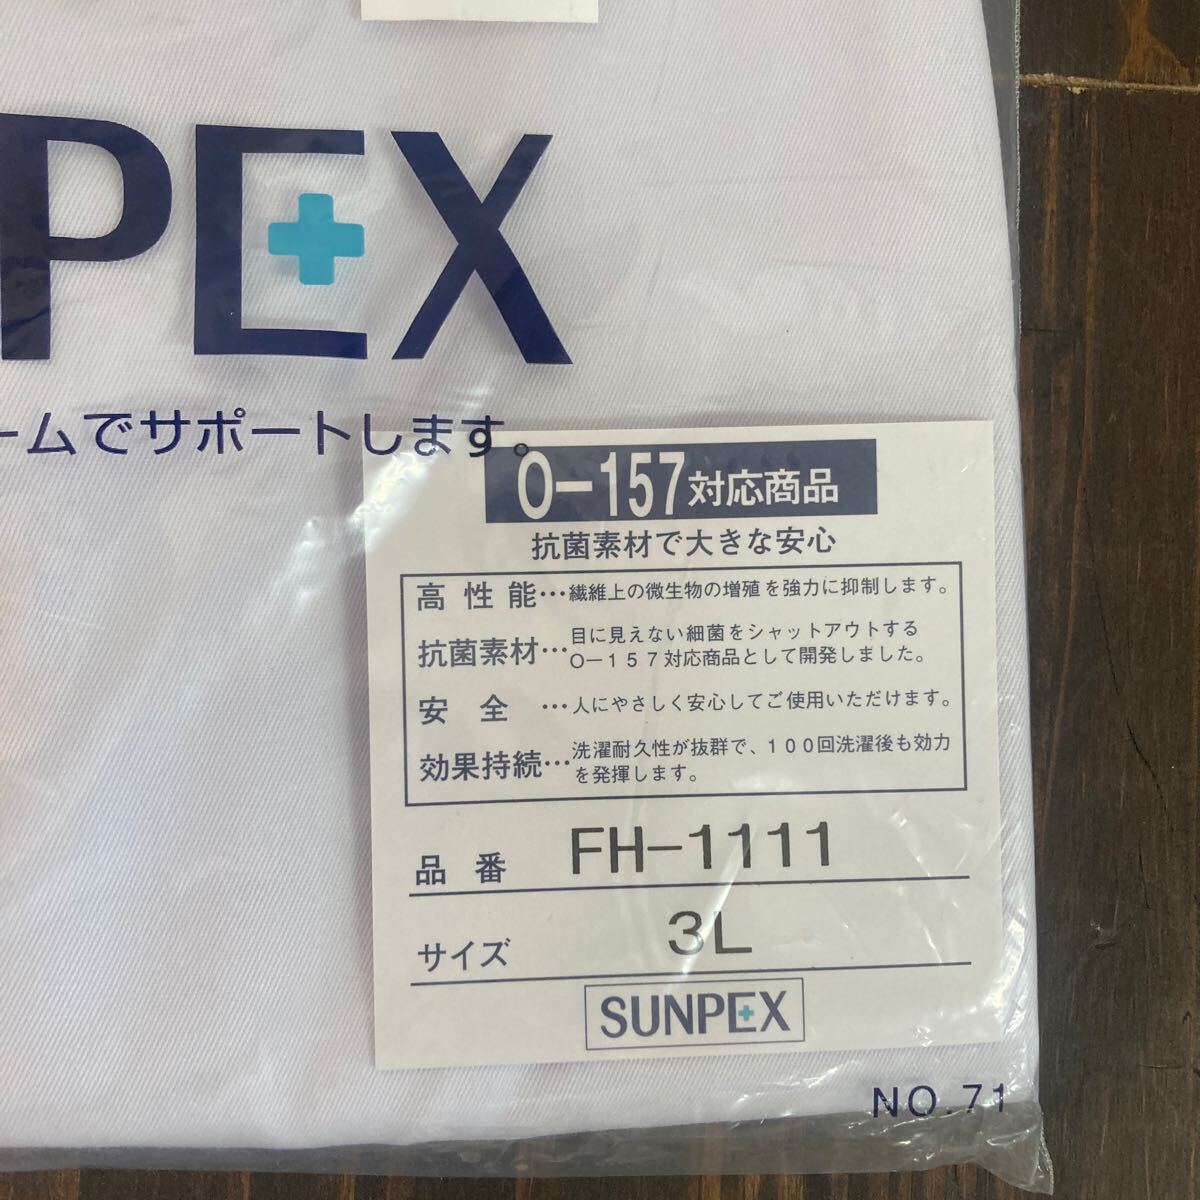 PEX
ームでサポートします。
O−157対応商品
抗菌素材で大きな安心
高性能…繊維上の微生物の増殖を強力に抑制します。
抗菌素材…目に見えない細菌をシャットアウトする
O−157対応商品として開発しました。
安全…人にやさしく安心してご使用いただけます。
効果持続…洗濯耐久性が抜群で、100回洗濯後も効力
を発揮します。
品番 FH−1111
サイズ 3L
SUNPEX
NO.71